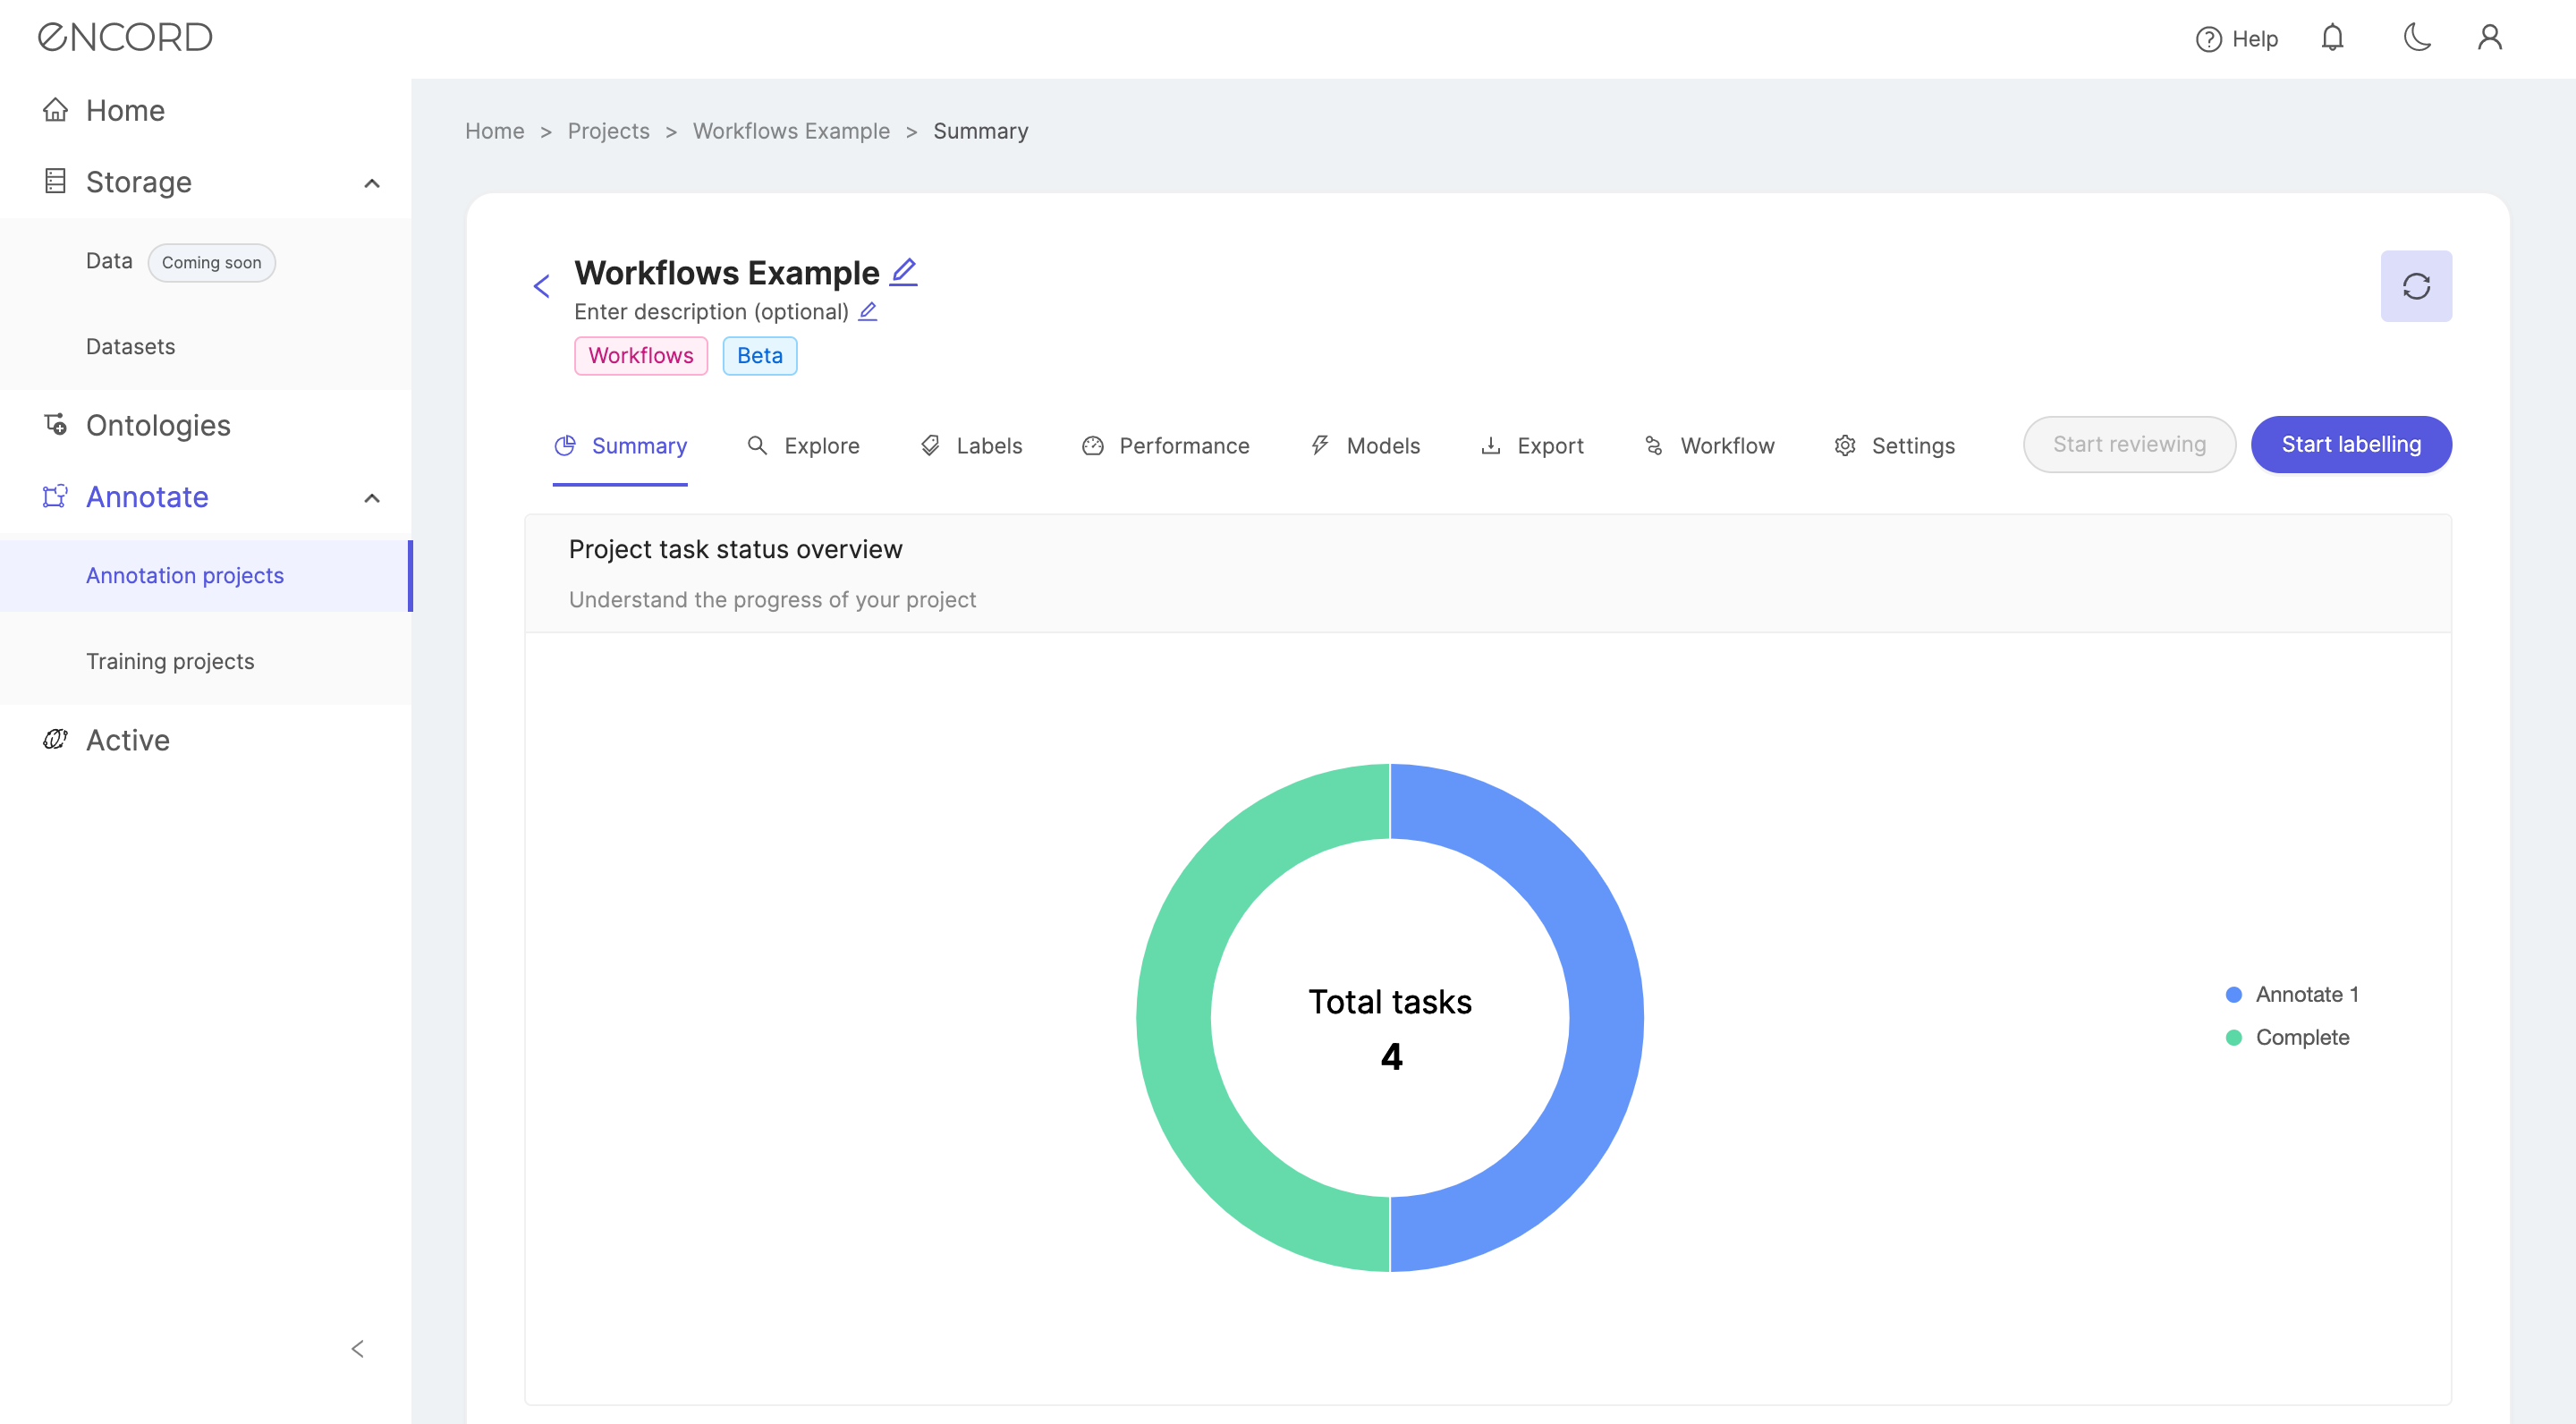 ENCORD
Help
Home
Storage
Data Coming soon
Datasets
Ontologies
Annotate
Annotation projects
Training projects
Active
Home > Projects > Workflows Example > Summary
Workflows Example
Enter description (optional)
Workflows Beta
Summary Explore Labels Performance Models Export Workflow Settings Start reviewing Start labelling
Project task status overview
Understand the progress of your project
Total tasks
4
Annotate 1
Complete